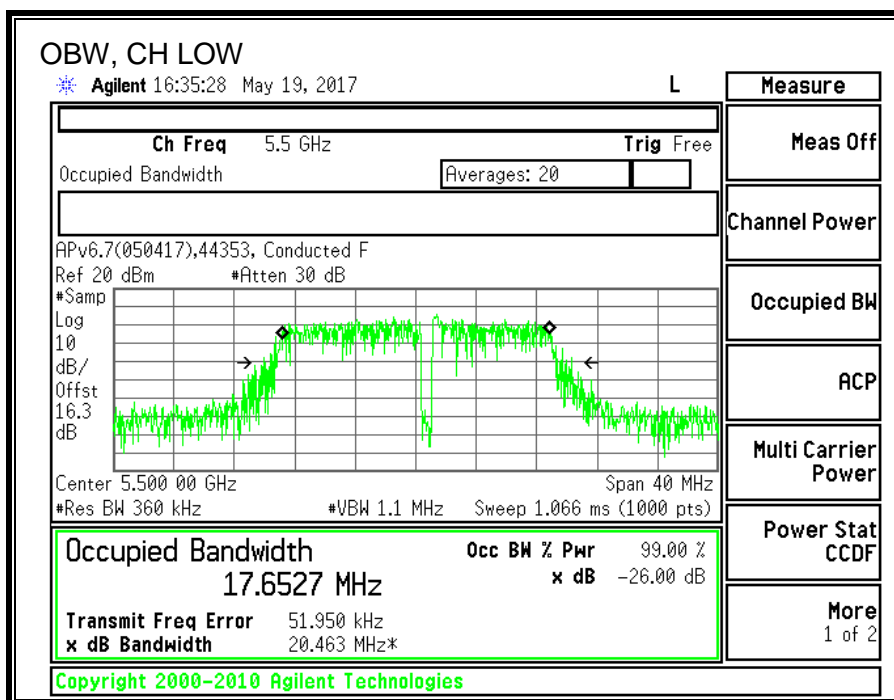 OBW, CH LOW
Agilent 16:35:28 May 19, 2017 L
Measure
Ch Freq 5.5 GHz Trig Free
Occupied Bandwidth Averages: 20
APv6.7(050417),44353, Conducted F
Ref 20 dBm #Atten 30 dB
#Samp
Log
10
dB/
Offst
16.3
dB
Center 5.500 00 GHz Span 40 MHz
#Res BW 360 kHz #VBW 1.1 MHz Sweep 1.066 ms (1000 pts)
Occupied Bandwidth Occ BW % Pwr 99.00 %
17.6527 MHz x dB -26.00 dB
Transmit Freq Error 51.950 kHz
x dB Bandwidth 20.463 MHz*
Copyright 2000-2010 Agilent Technologies
Meas Off
Channel Power
Occupied BW
ACP
Multi Carrier
Power
Power Stat
CCDF
More
1 of 2